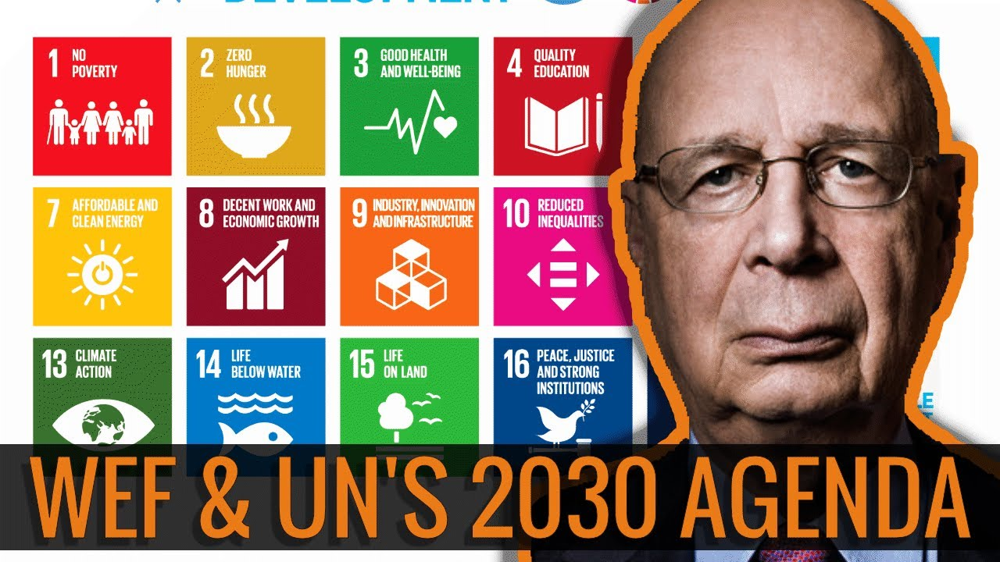 DEVELOPMENT
1 NO
POVERTY
2 ZERO
HUNGER
3 GOOD HEALTH
AND WELL-BEING
4 QUALITY
EDUCATION
7 AFFORDABLE AND
CLEAN ENERGY
8 DECENT WORK AND
ECONOMIC GROWTH
9 INDUSTRY, INNOVATION
AND INFRASTRUCTURE
10 REDUCED
INEQUALITIES
13 CLIMATE
ACTION
14 LIFE
BELOW WATER
15 LIFE
ON LAND
16 PEACE, JUSTICE
AND STRONG
INSTITUTIONS
LE
WEF & UN'S 2030 AGENDA